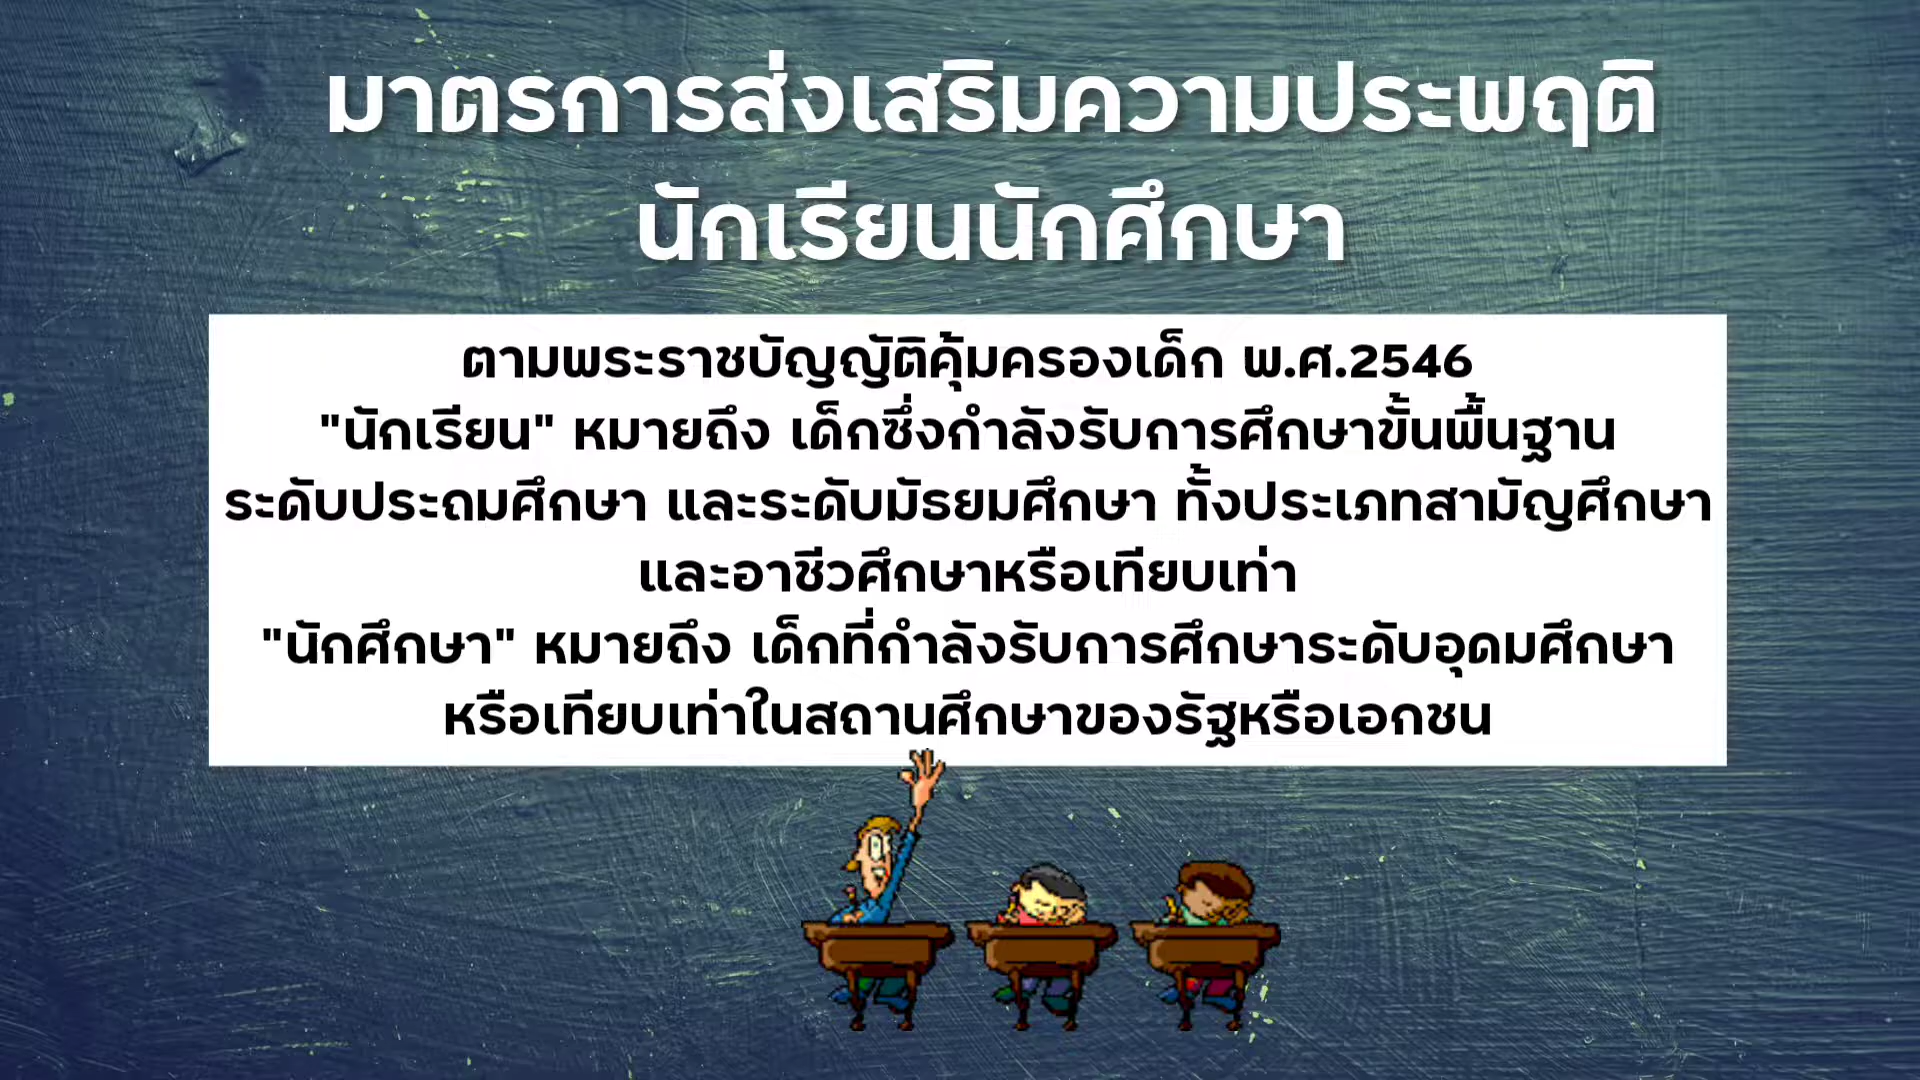 มาตรการส่งเสริมความประพฤติ
นักเรียนนักศึกษา
ตามพระราชบัญญัติคุ้มครองเด็ก พ.ศ.2546
"นักเรียน" หมายถึง เด็กซึ่งกำลังรับการศึกษาขั้นพื้นฐาน
ระดับประถมศึกษา และระดับมัธยมศึกษา ทั้งประเภทสามัญศึกษา
และอาชีวศึกษาหรือเทียบเท่า
"นักศึกษา" หมายถึง เด็กที่กำลังรับการศึกษาระดับอุดมศึกษา
หรือเทียบเท่าในสถานศึกษาของรัฐหรือเอกชน